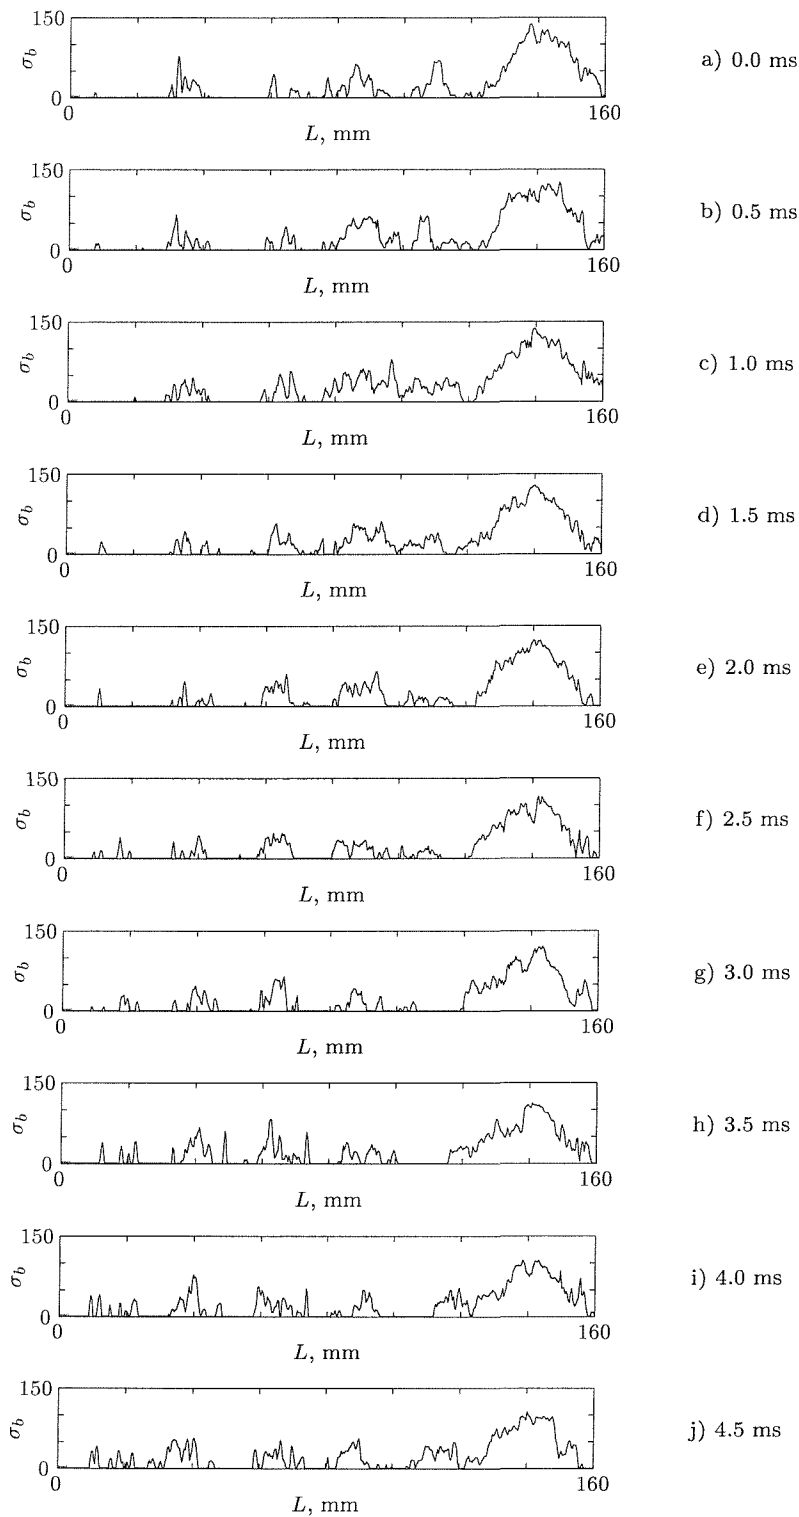 150
σb
0
0
160
L, mm
a) 0.0 ms
150
σb
0
0
160
L, mm
b) 0.5 ms
150
σb
0
0
160
L, mm
c) 1.0 ms
150
σb
0
0
160
L, mm
d) 1.5 ms
150
σb
0
0
160
L, mm
e) 2.0 ms
150
σb
0
0
160
L, mm
f) 2.5 ms
150
σb
0
0
160
L, mm
g) 3.0 ms
150
σb
0
0
160
L, mm
h) 3.5 ms
150
σb
0
0
160
L, mm
i) 4.0 ms
150
σb
0
0
160
L, mm
j) 4.5 ms